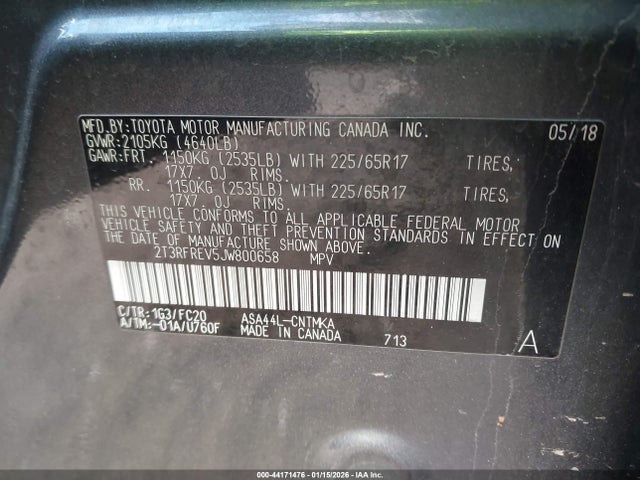 MFD.BY:TOYOTA MOTOR MANUFACTURING CANADA INC. 05/18
GVWR:2105KG (4640LB)
GAWR:FRT. 1150KG (2535LB) WITH 225/65R17 TIRES,
17X7.0J RIMS.
RR. 1150KG (2535LB) WITH 225/65R17 TIRES,
17X7.0J RIMS.
THIS VEHICLE CONFORMS TO ALL APPLICABLE FEDERAL MOTOR
VEHICLE SAFETY AND THEFT PREVENTION STANDARDS IN EFFECT
ON THE DATE OF MANUFACTURE SHOWN ABOVE.
2T3RFREV5JW800658 MPV
C/TR:1G3/FC20 ASA44L-CNTMKA
A/TM:-01A/U760F MADE IN CANADA 713 A
000-44171476 - 01/15/2026 - IAA Inc.